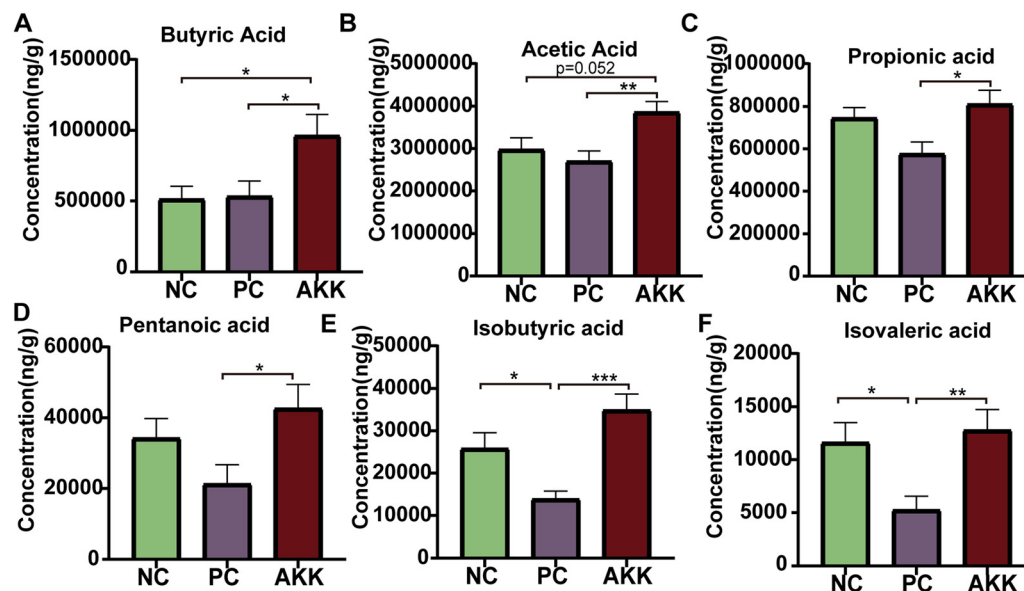 A
Butyric Acid
Concentration(ng/g)
1500000
1000000
500000
0
*
*
NC PC AKK
B
Acetic Acid
p=0.052
**
Concentration(ng/g)
5000000
4000000
3000000
2000000
1000000
0
NC PC AKK
C
Propionic acid
*
Concentration(ng/g)
1000000
800000
600000
400000
200000
0
NC PC AKK
D
Pentanoic acid
*
Concentration(ng/g)
60000
40000
20000
0
NC PC AKK
E
Isobutyric acid
* ***
Concentration(ng/g)
50000
40000
30000
20000
10000
0
NC PC AKK
F
Isovaleric acid
* **
Concentration(ng/g)
20000
15000
10000
5000
0
NC PC AKK